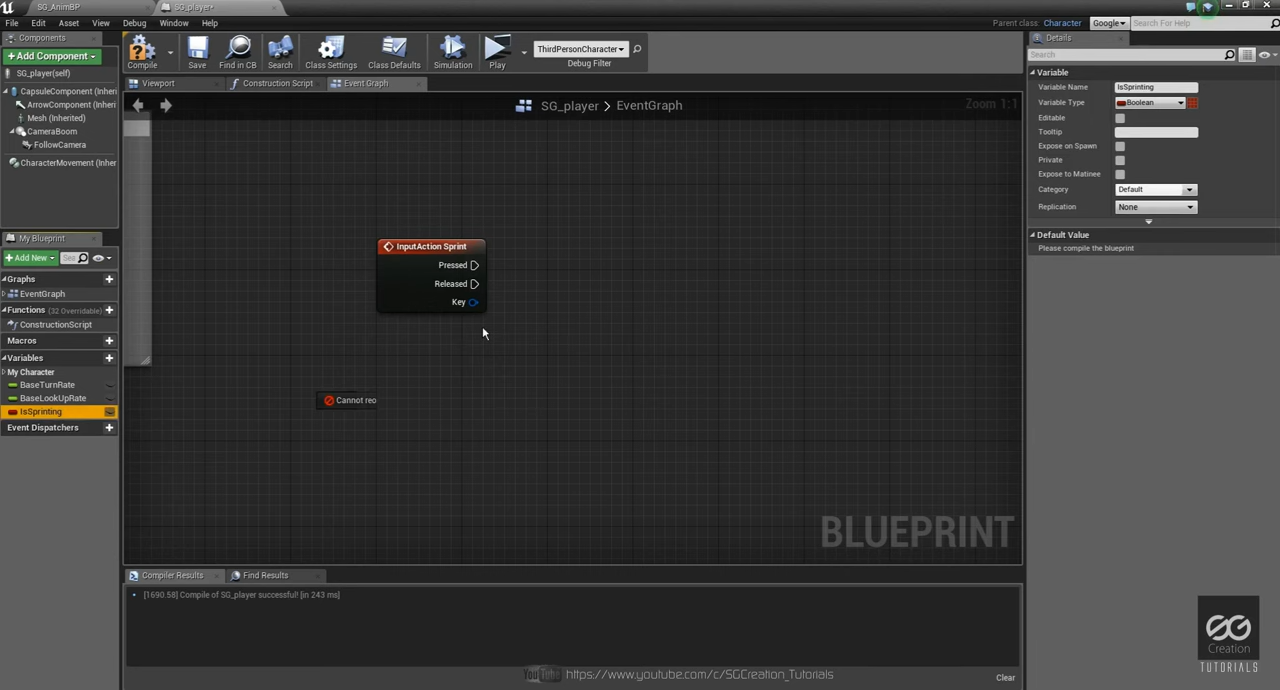 SG_AnimBP
SG_player*
File Edit Asset View Debug Window Help
Parent class: Character Google Search For Help
Components
+Add Component
SG_player(self)
CapsuleComponent (Inheri
ArrowComponent (Inheri
Mesh (Inherited)
CameraBoom
FollowCamera
CharacterMovement (Inher
Compile Save Find in CB Search Class Settings Class Defaults Simulation Play
ThirdPersonCharacter
Debug Filter
Viewport Construction Script Event Graph
SG_player > EventGraph
Zoom 1:1
InputAction Sprint
Pressed
Released
Key
Cannot reo
BLUEPRINT
My Blueprint
+Add New Sea
Graphs
EventGraph
Functions (32 Overridable)
ConstructionScript
Macros
Variables
My Character
BaseTurnRate
BaseLookUpRate
IsSprinting
Event Dispatchers
Compiler Results Find Results
[1690.58] Compile of SG_player successful! [in 243 ms]
Clear
Details
Search
Variable
Variable Name IsSprinting
Variable Type Boolean
Editable
Tooltip
Expose on Spawn
Private
Expose to Matinee
Category Default
Replication None
Default Value
Please compile the blueprint
SG
Creation
TUTORIALS
YouTube https://www.youtube.com/c/SGCreation_Tutorials